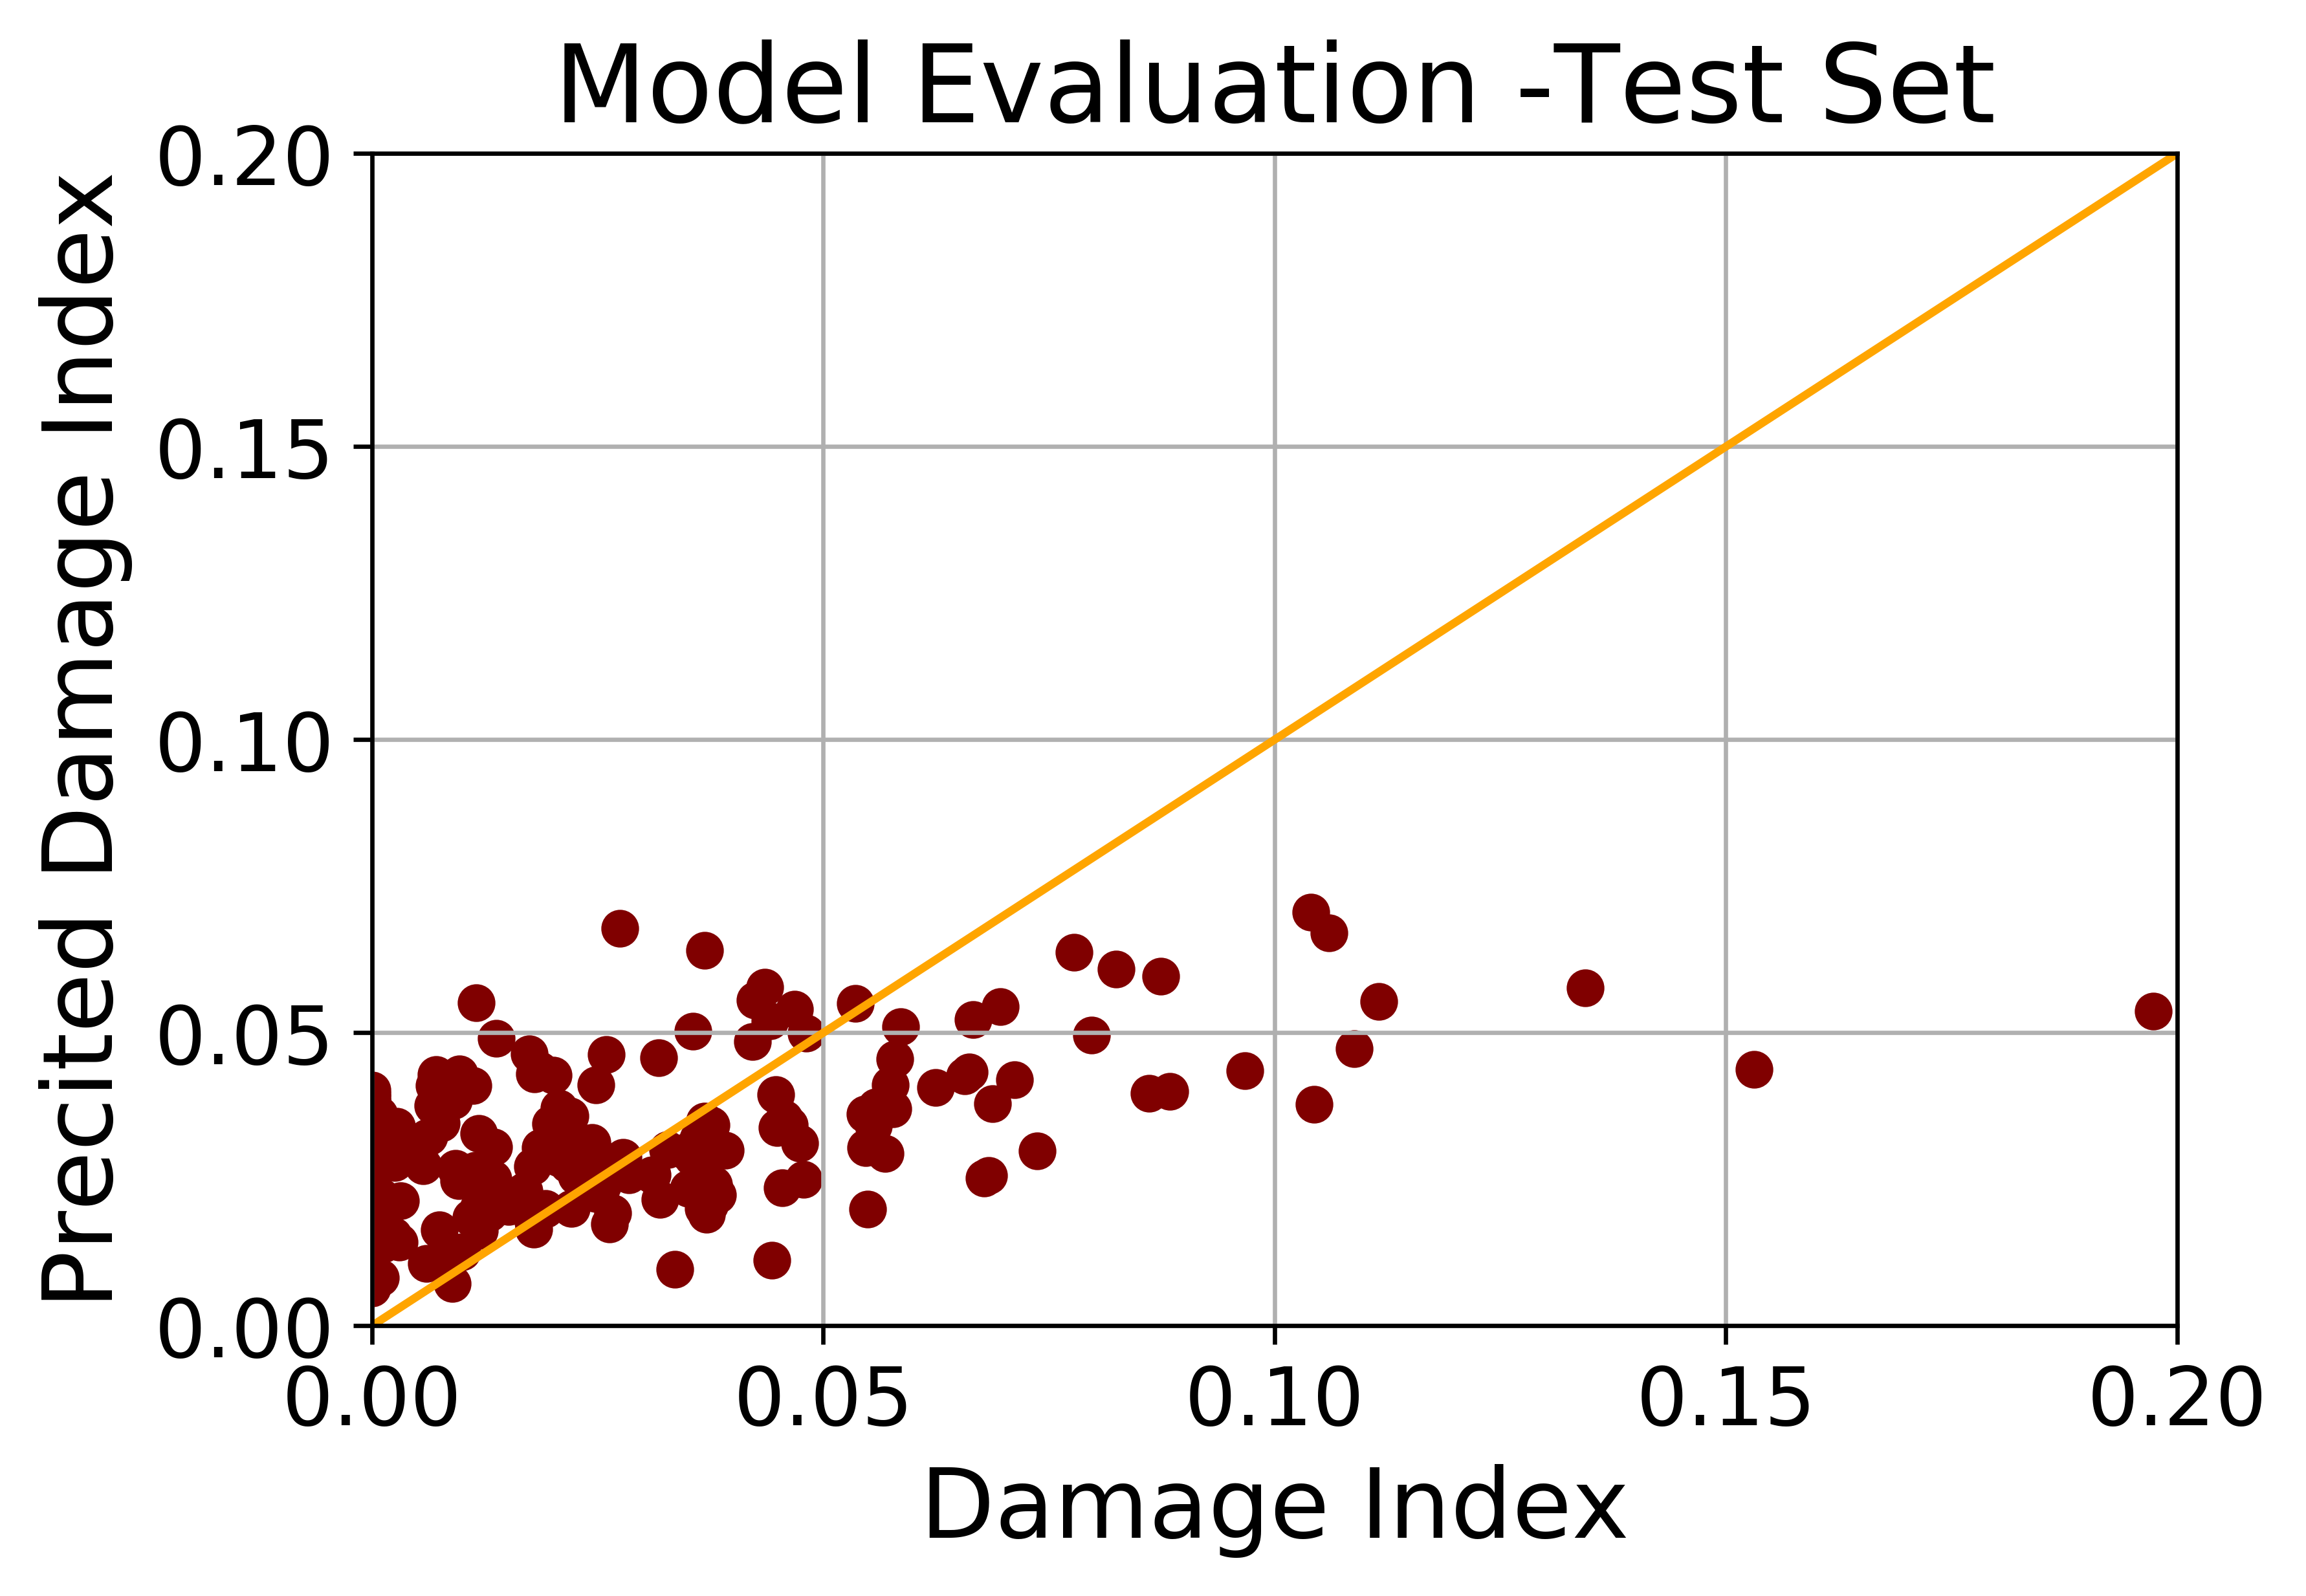 Model Evaluation -Test Set
Precited Damage Index
0.20
0.15
0.10
0.05
0.00
0.00 0.05 0.10 0.15 0.20
Damage Index